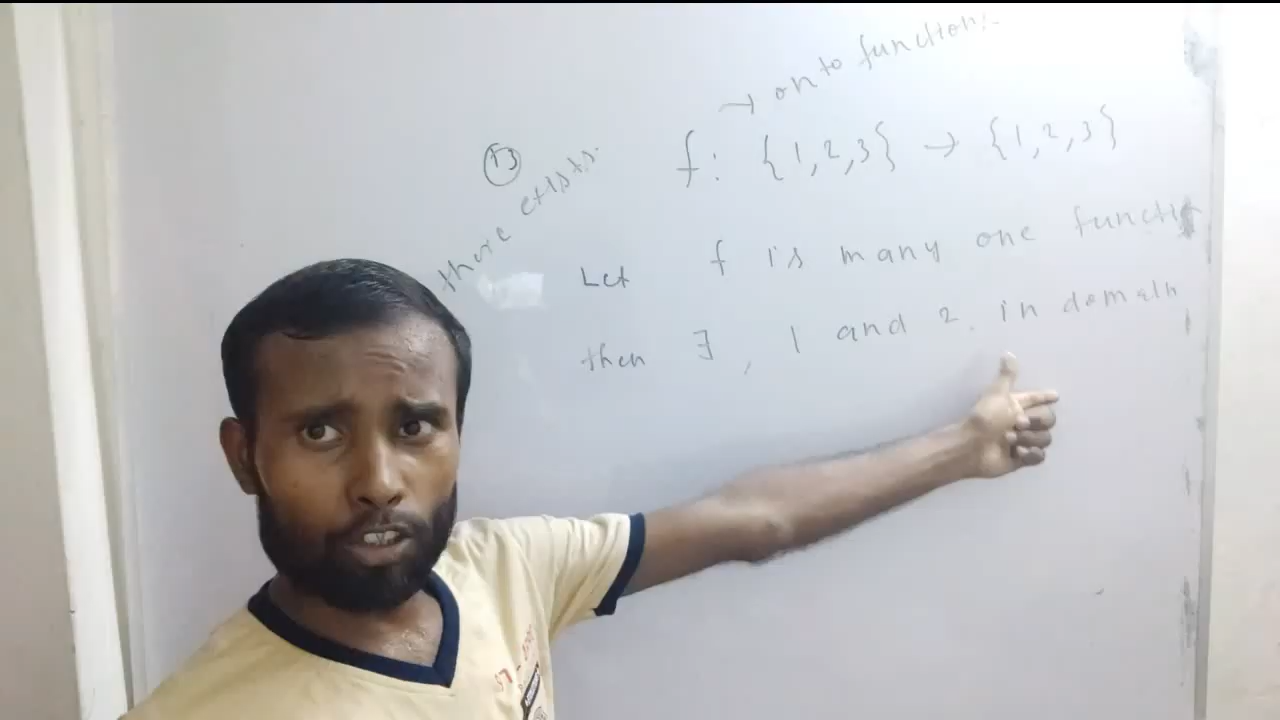 → onto function:-
13
f: {1,2,3} → {1,2,3}
there exists.
Let f is many one functi
then ∃, 1 and 2. in domain